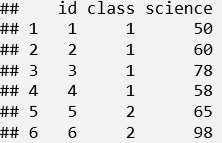 ##   id class science
## 1  1     1      50
## 2  2     1      60
## 3  3     1      78
## 4  4     1      58
## 5  5     2      65
## 6  6     2      98